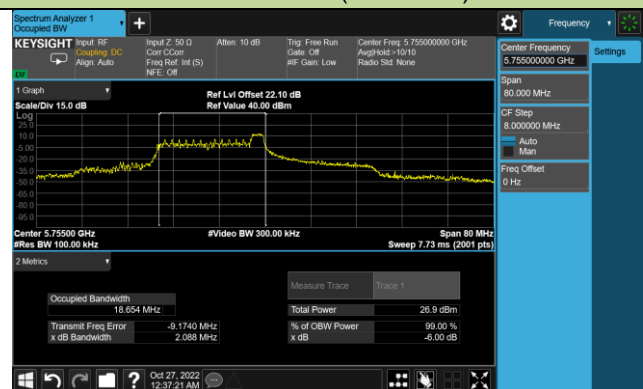 Spectrum Analyzer 1
Occupied BW
Frequency
KEYSIGHT
Input: RF
Coupling: DC
Align: Auto
Input Z: 50 Ω
Corr CCorr
Freq Ref: Int (S)
NFE: Off
Atten: 10 dB
Trig: Free Run
Gate: Off
#IF Gain: Low
Center Freq: 5.755000000 GHz
Avg|Hold:>10/10
Radio Std: None
Center Frequency
5.755000000 GHz
Settings
Span
80.000 MHz
CF Step
8.000000 MHz
Auto
Man
Freq Offset
0 Hz
1 Graph
Scale/Div 15.0 dB
Ref Lvl Offset 22.10 dB
Ref Value 40.00 dBm
Log
25.0
10.0
-5.00
-20.0
-35.0
-50.0
-65.0
-80.0
-95.0
Center 5.75500 GHz
#Res BW 100.00 kHz
#Video BW 300.00 kHz
Span 80 MHz
Sweep 7.73 ms (2001 pts)
2 Metrics
Measure Trace
Trace 1
Occupied Bandwidth
18.654 MHz
Total Power
26.9 dBm
Transmit Freq Error
-9.1740 MHz
% of OBW Power
99.00 %
x dB Bandwidth
2.088 MHz
x dB
-6.00 dB
?
Oct 27, 2022
12:37:21 AM